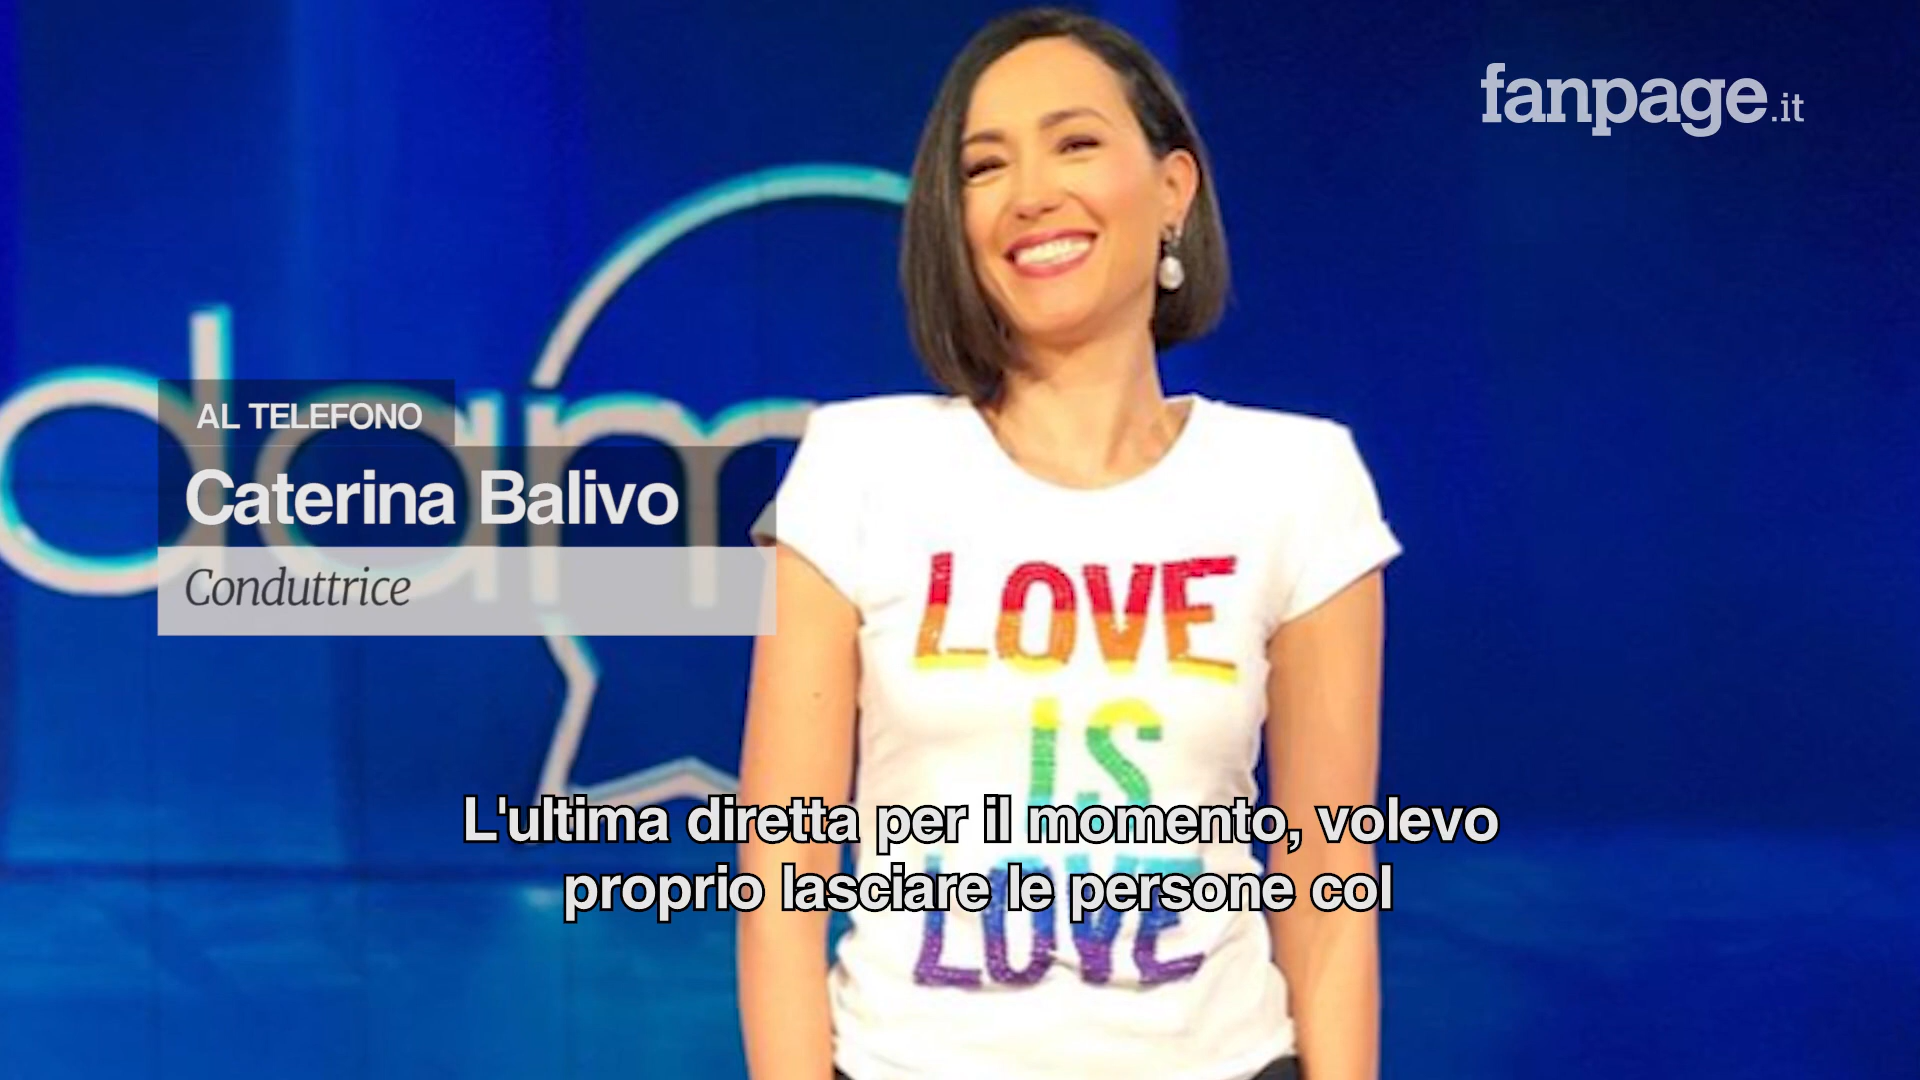 fanpage.it
dam
AL TELEFONO
Caterina Balivo
Conduttrice
LOVE
IS
LOVE
L'ultima diretta per il momento, volevo
proprio lasciare le persone col